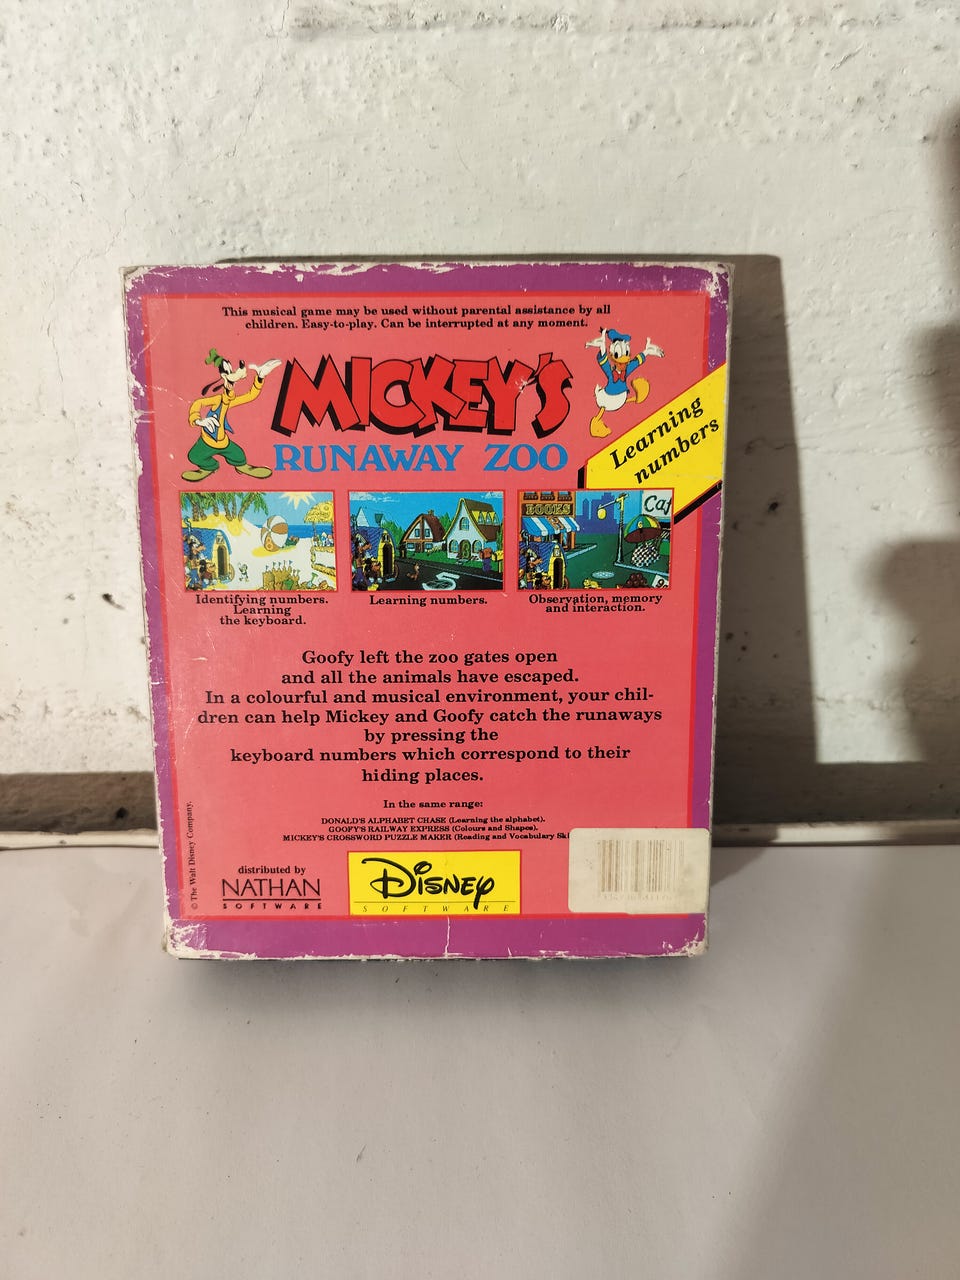 This musical game may be used without parental assistance by all
children. Easy-to-play. Can be interrupted at any moment.
MICKEY'S
RUNAWAY ZOO
Learning
numbers
BOOKS
Caf
5
9
Identifying numbers.
Learning
the keyboard.
Learning numbers.
Observation, memory
and interaction.
Goofy left the zoo gates open
and all the animals have escaped.
In a colourful and musical environment, your chil-
dren can help Mickey and Goofy catch the runaways
by pressing the
keyboard numbers which correspond to their
hiding places.
In the same range:
DONALD'S ALPHABET CHASE (Learning the alphabet).
GOOFY'S RAILWAY EXPRESS (Colours and Shapes).
MICKEY'S CROSSWORD PUZZLE MAKER (Reading and Vocabulary Ski
© The Walt Disney Company.
distributed by
NATHAN
SOFTWARE
Disney
SOFTWARE